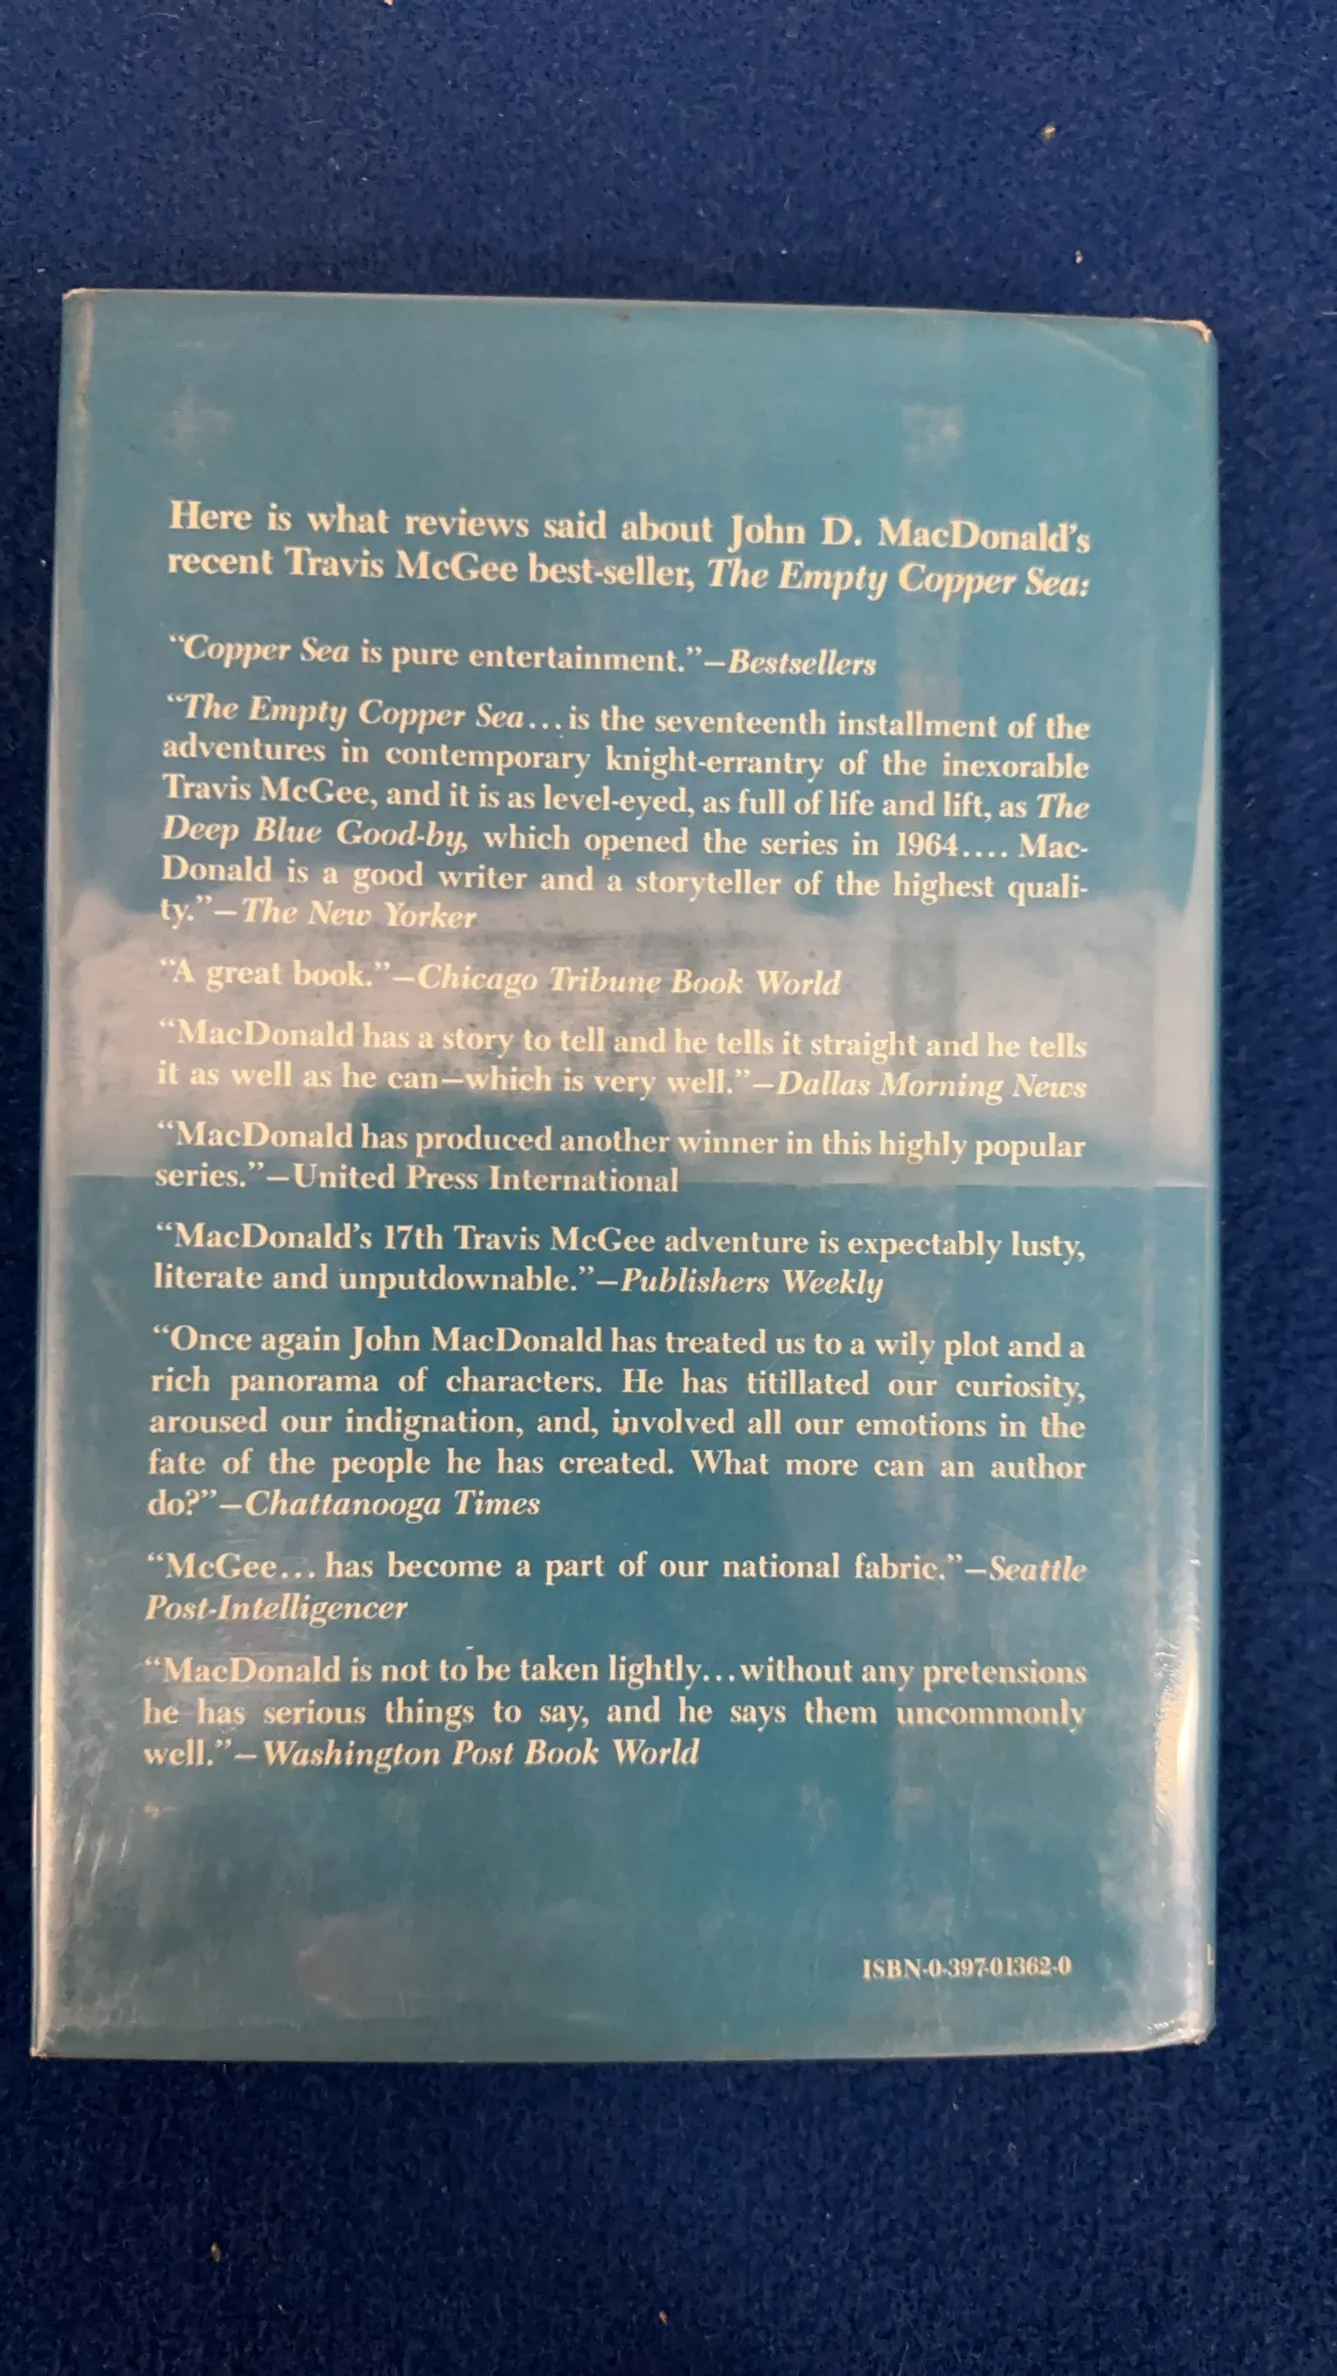 Here is what reviews said about John D. MacDonald's
recent Travis McGee best-seller, The Empty Copper Sea:
“Copper Sea is pure entertainment.”—Bestsellers
“The Empty Copper Sea...is the seventeenth installment of the
adventures in contemporary knight-errantry of the inexorable
Travis McGee, and it is as level-eyed, as full of life and lift, as The
Deep Blue Good-by, which opened the series in 1964.... Mac-
Donald is a good writer and a storyteller of the highest quali-
ty.”—The New Yorker
“A great book.”—Chicago Tribune Book World
“MacDonald has a story to tell and he tells it straight and he tells
it as well as he can—which is very well.”—Dallas Morning News
“MacDonald has produced another winner in this highly popular
series.”—United Press International
“MacDonald's 17th Travis McGee adventure is expectably lusty,
literate and unputdownable.”—Publishers Weekly
“Once again John MacDonald has treated us to a wily plot and a
rich panorama of characters. He has titillated our curiosity,
aroused our indignation, and, involved all our emotions in the
fate of the people he has created. What more can an author
do?”—Chattanooga Times
“McGee... has become a part of our national fabric.”—Seattle
Post-Intelligencer
“MacDonald is not to be taken lightly...without any pretensions
he has serious things to say, and he says them uncommonly
well.”—Washington Post Book World
ISBN-0-397-01362-0